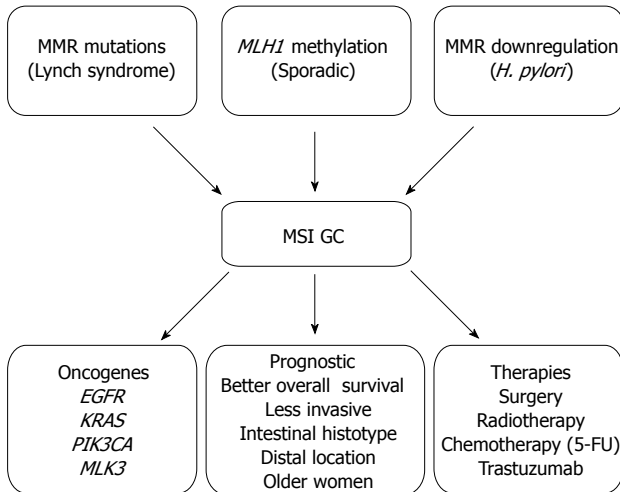 MMR mutations
(Lynch syndrome)
MLH1 methylation
(Sporadic)
MMR downregulation
(H. pylori)
MSI GC
Oncogenes
EGFR
KRAS
PIK3CA
MLK3
Prognostic
Better overall survival
Less invasive
Intestinal histotype
Distal location
Older women
Therapies
Surgery
Radiotherapy
Chemotherapy (5-FU)
Trastuzumab